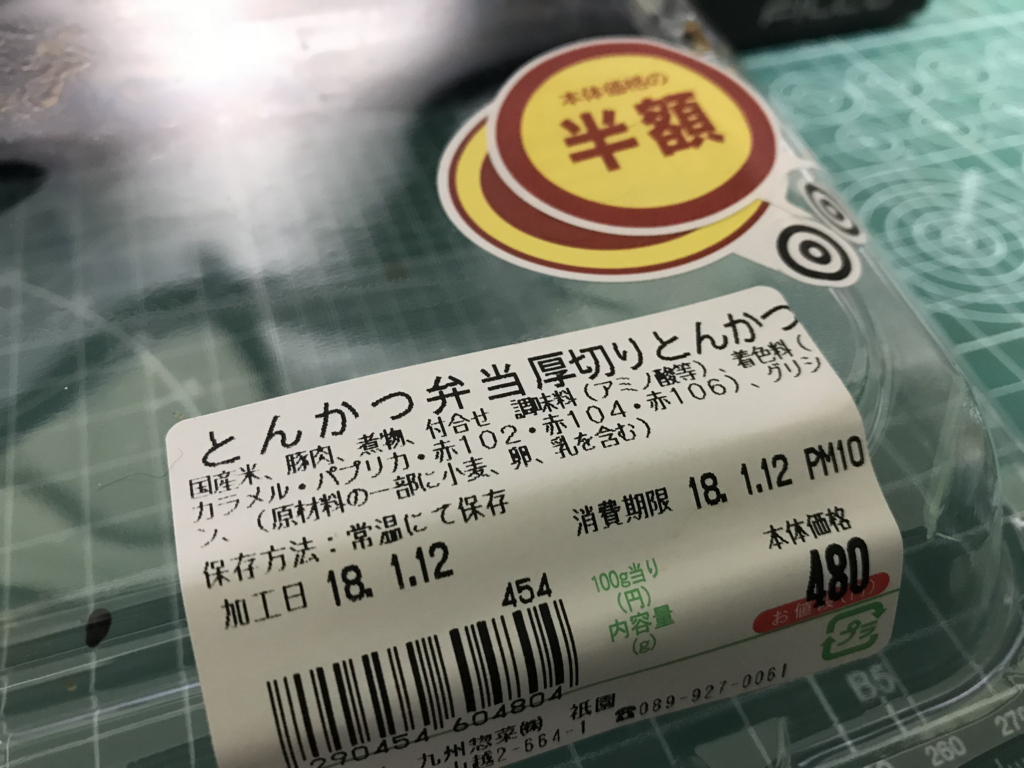 本体価格の
半額
とんかつ弁当厚切りとんかつ
国産米、豚肉、煮物、付合せ 調味料(アミノ酸等)、着色料(
カラメル・パプリカ・赤102・赤104・赤106)、グリシ
ン、(原材料の一部に小麦、卵、乳を含む)
保存方法:常温にて保存
消費期限 18. 1.12 PM10
加工日 18. 1.12
本体価格
480
454
100g当り
(円)
内容量
(g)
プラ
290454 604804
九州惣菜㈱ 祇園
山越2-664-1 ☎089-927-0061
B5
260